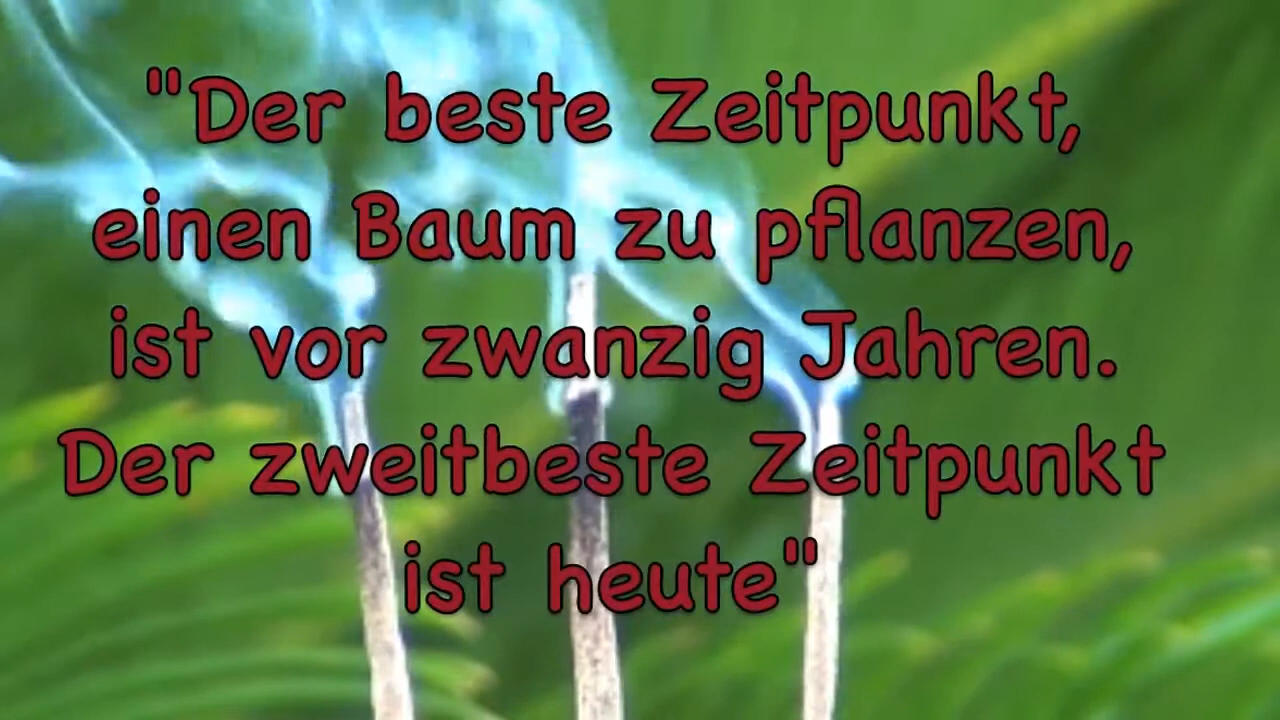 "Der beste Zeitpunkt,
einen Baum zu pflanzen,
ist vor zwanzig Jahren.
Der zweitbeste Zeitpunkt
ist heute"